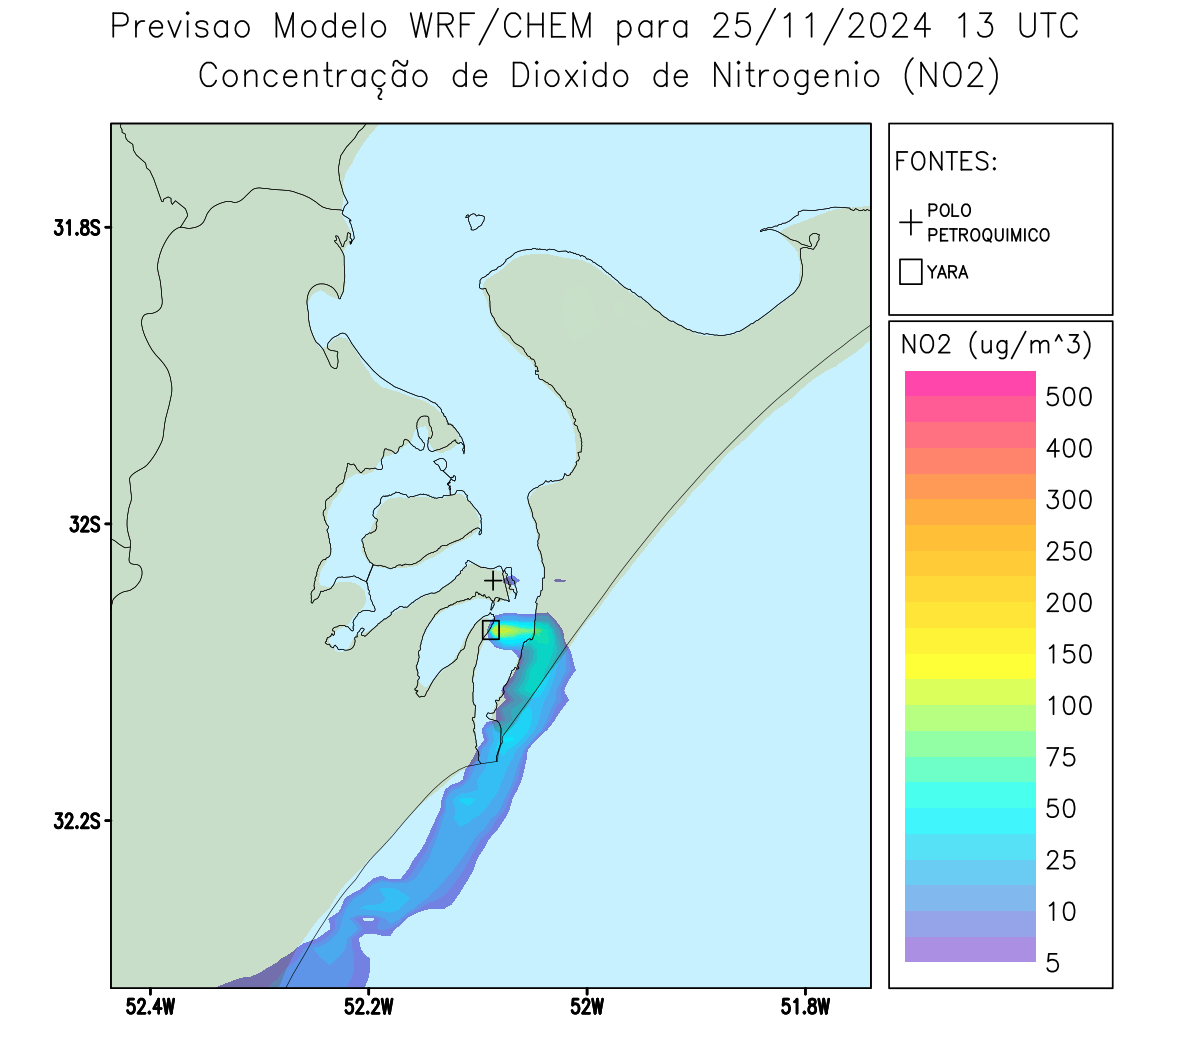 Previsao Modelo WRF/CHEM para 25/11/2024 13 UTC
Concentração de Dioxido de Nitrogenio (NO2)
FONTES:
POLO
PETROQUIMICO
YARA
NO2 (ug/m^3)
500
400
300
250
200
150
100
75
50
25
10
5
31.8S
32S
32.2S
52.4W
52.2W
52W
51.8W